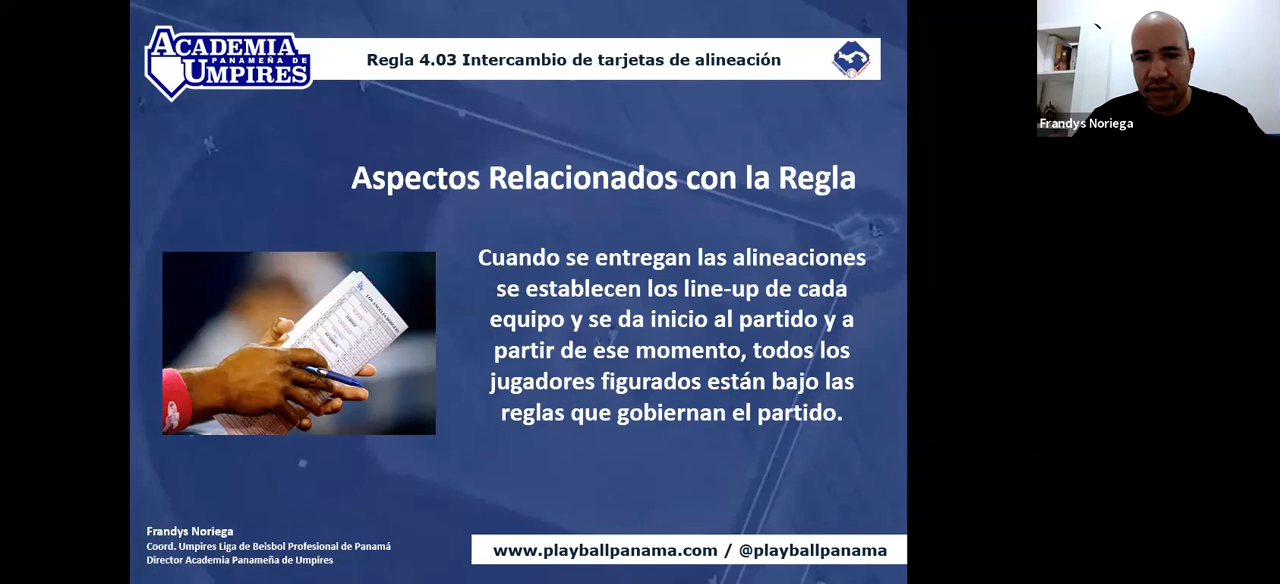 ACADEMIA
PANAMEÑA DE
UMPIRES
Regla 4.03 Intercambio de tarjetas de alineación
Frandys Noriega
Aspectos Relacionados con la Regla
Cuando se entregan las alineaciones
se establecen los line-up de cada
equipo y se da inicio al partido y a
partir de ese momento, todos los
jugadores figurados están bajo las
reglas que gobiernan el partido.
LOS ANGELES DODGERS
Frandys Noriega
Coord. Umpires Liga de Beisbol Profesional de Panamá
Director Academia Panameña de Umpires
www.playballpanama.com / @playballpanama